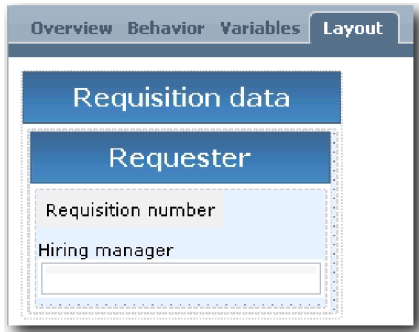 Overview Behavior Variables Layout
Requisition data
Requester
Requisition number
Hiring manager